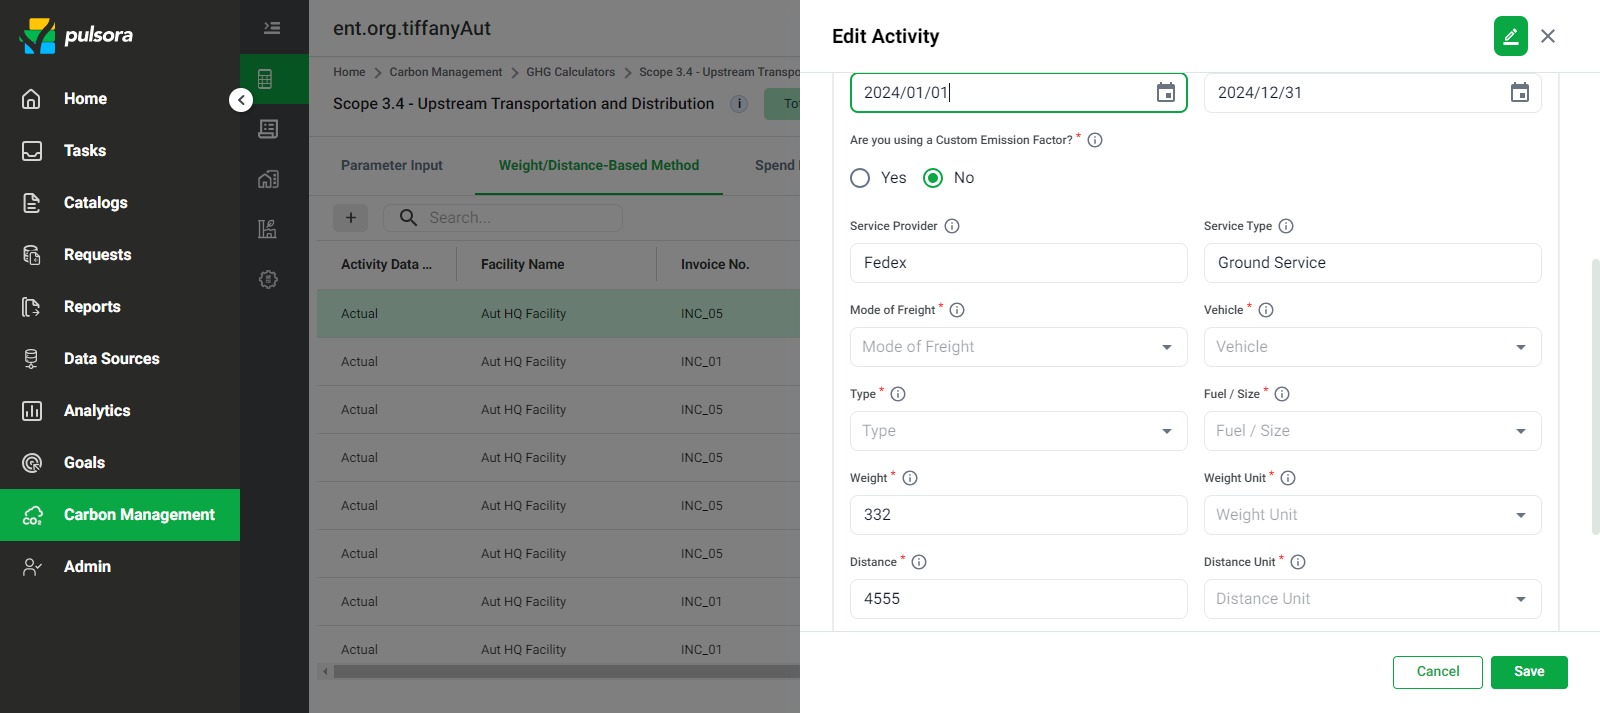 pulsora
Home
Tasks
Catalogs
Requests
Reports
Data Sources
Analytics
Goals
Carbon Management
Admin
ent.org.tiffanyAut
Home > Carbon Management > GHG Calculators > Scope 3.4 - Upstream Transpo
Scope 3.4 - Upstream Transportation and Distribution
Parameter Input Weight/Distance-Based Method Spend
Search...
Activity Data ... Facility Name Invoice No.
Actual Aut HQ Facility INC_05
Actual Aut HQ Facility INC_01
Actual Aut HQ Facility INC_05
Actual Aut HQ Facility INC_05
Actual Aut HQ Facility INC_05
Actual Aut HQ Facility INC_05
Actual Aut HQ Facility INC_01
Actual Aut HQ Facility INC_01
Edit Activity
2024/01/01 2024/12/31
Are you using a Custom Emission Factor? *
Yes No
Service Provider Service Type
Fedex Ground Service
Mode of Freight * Vehicle *
Mode of Freight Vehicle
Type * Fuel / Size *
Type Fuel / Size
Weight * Weight Unit *
332 Weight Unit
Distance * Distance Unit *
4555 Distance Unit
Cancel Save